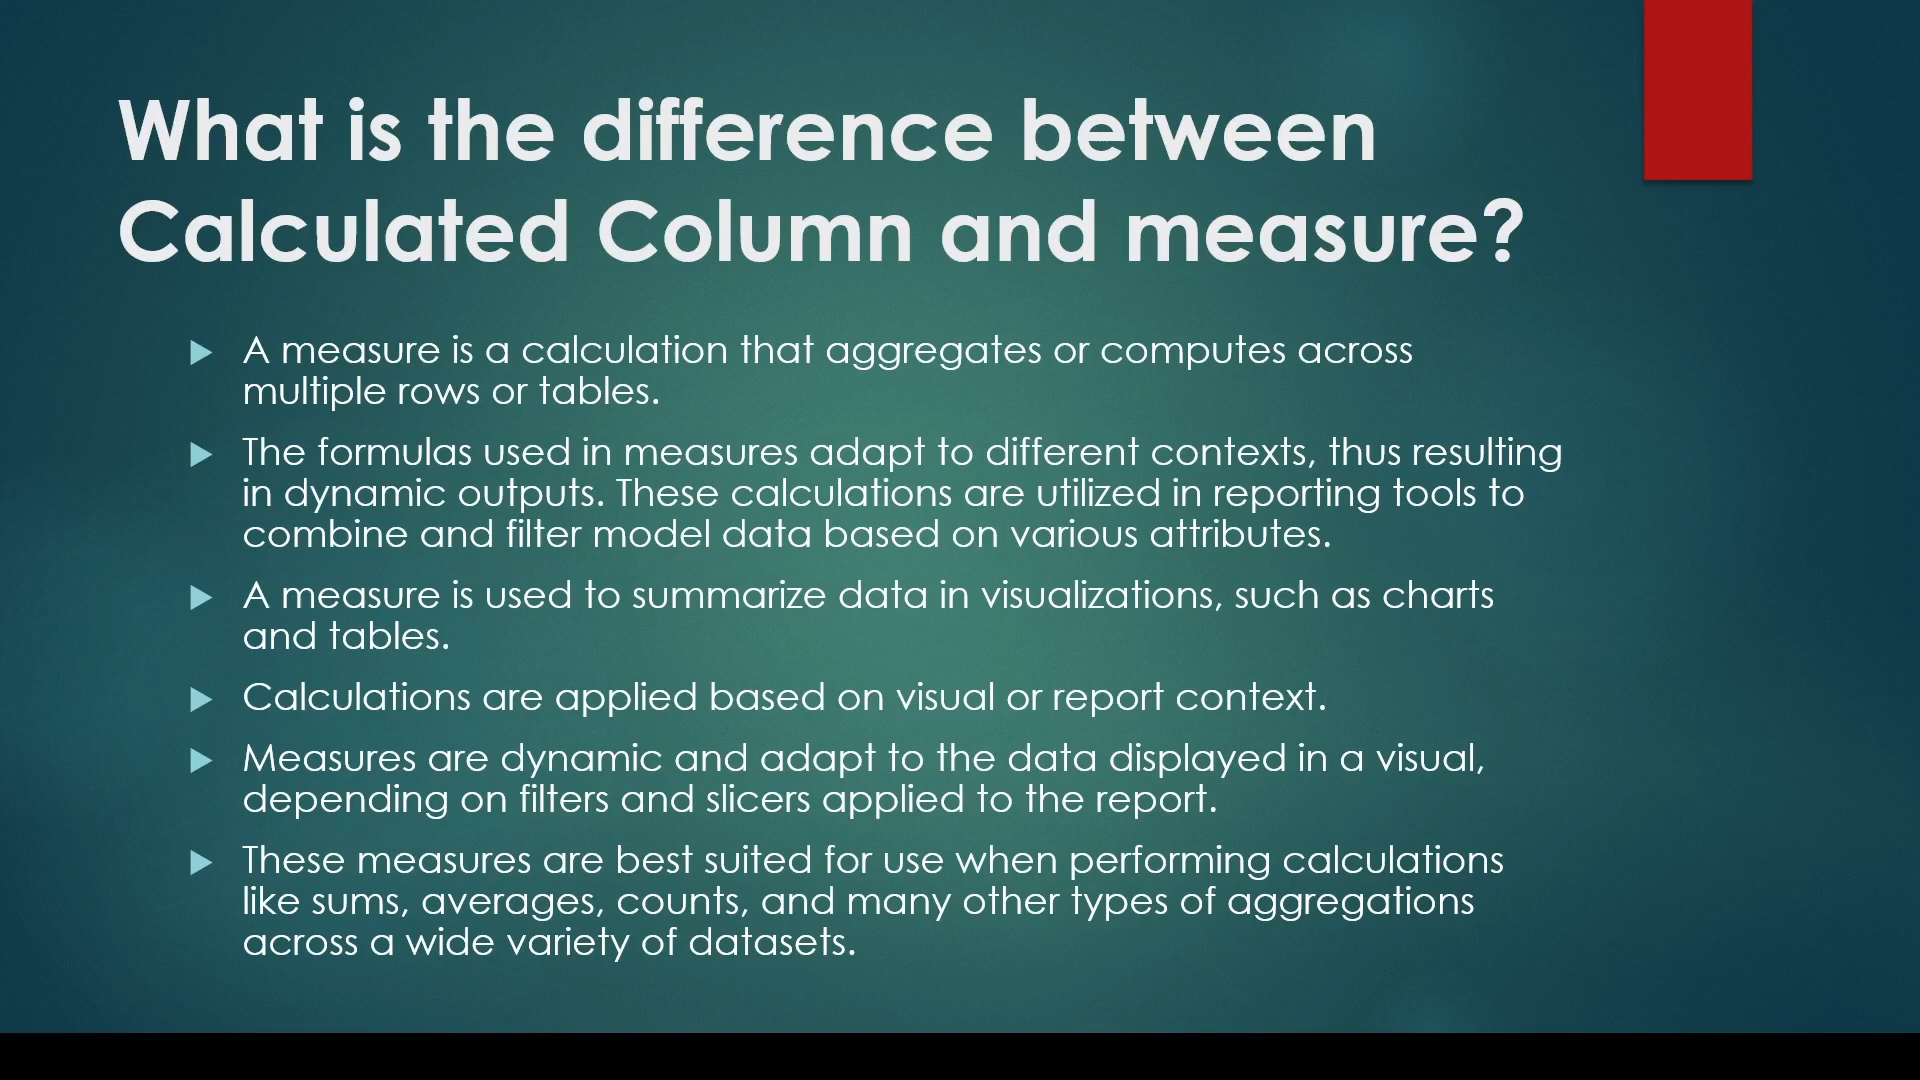 What is the difference between
Calculated Column and measure?
A measure is a calculation that aggregates or computes across
multiple rows or tables.
The formulas used in measures adapt to different contexts, thus resulting
in dynamic outputs. These calculations are utilized in reporting tools to
combine and filter model data based on various attributes.
A measure is used to summarize data in visualizations, such as charts
and tables.
Calculations are applied based on visual or report context.
Measures are dynamic and adapt to the data displayed in a visual,
depending on filters and slicers applied to the report.
These measures are best suited for use when performing calculations
like sums, averages, counts, and many other types of aggregations
across a wide variety of datasets.